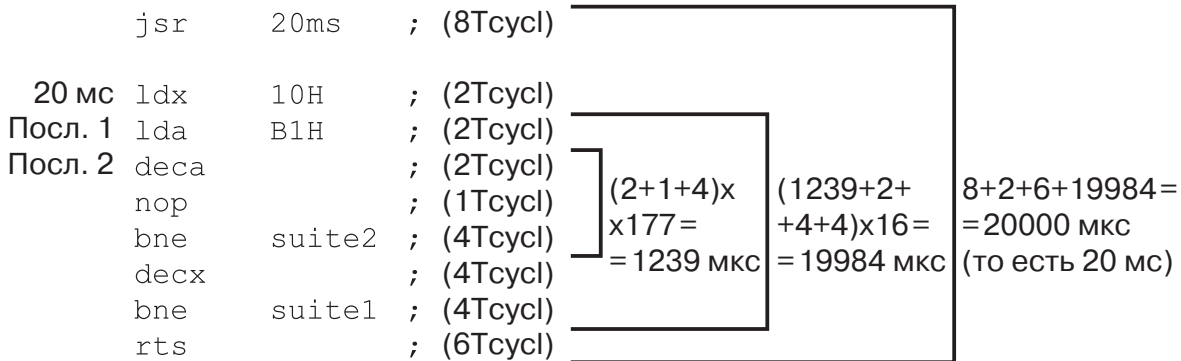 jsr 20ms ; (8Tcycl)
20 мс ldx 10H ; (2Tcycl)
Посл. 1 lda B1H ; (2Tcycl)
Посл. 2 deca ; (2Tcycl)
nop ; (1Tcycl)
bne suite2 ; (4Tcycl)
decx ; (4Tcycl)
bne suite1 ; (4Tcycl)
rts ; (6Tcycl)
(2+1+4)x
x177=
=1239 мкс
(1239+2+
+4+4)x16=
=19984 мкс
8+2+6+19984=
=20000 мкс
(то есть 20 мс)